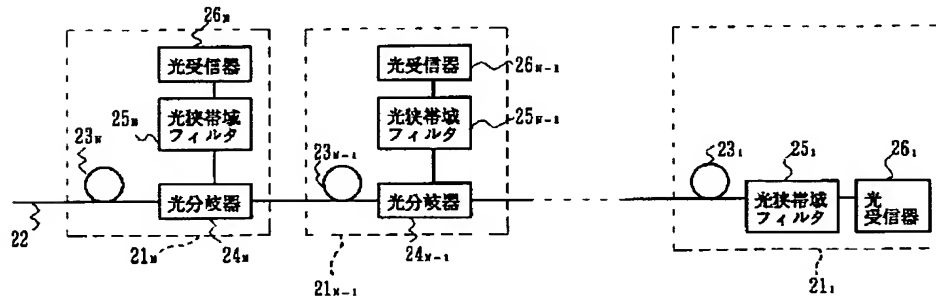 26N
光受信器
25N
光狭帯域
フィルタ
23N
光分岐器
22
21N
24N
光受信器
26N-1
光狭帯域
フィルタ
25N-1
23N-1
光分岐器
21N-1
24N-1
23₁
25₁
26₁
光狭帯域
フィルタ
光
受信器
21₁